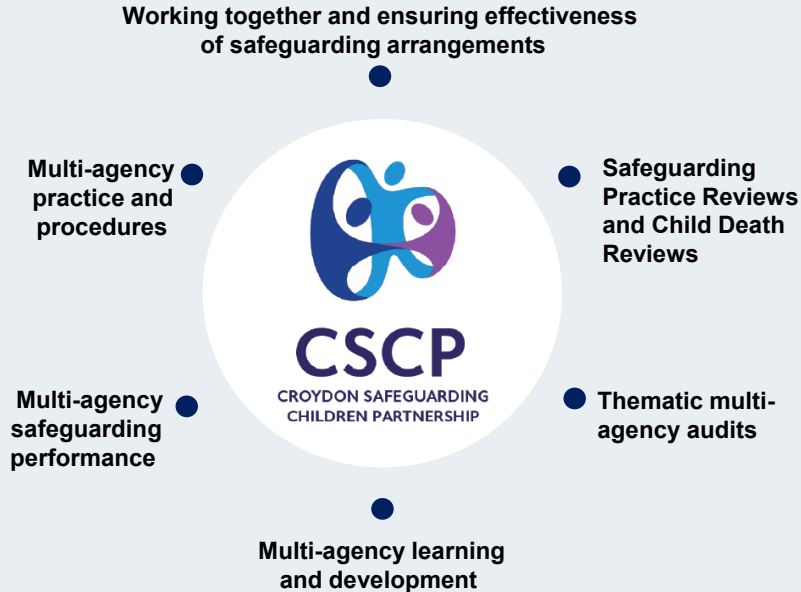 Working together and ensuring effectiveness
of safeguarding arrangements
Multi-agency
practice and
procedures
Safeguarding
Practice Reviews
and Child Death
Reviews
CSCP
CROYDON SAFEGUARDING
CHILDREN PARTNERSHIP
Multi-agency
safeguarding
performance
Thematic multi-
agency audits
Multi-agency learning
and development